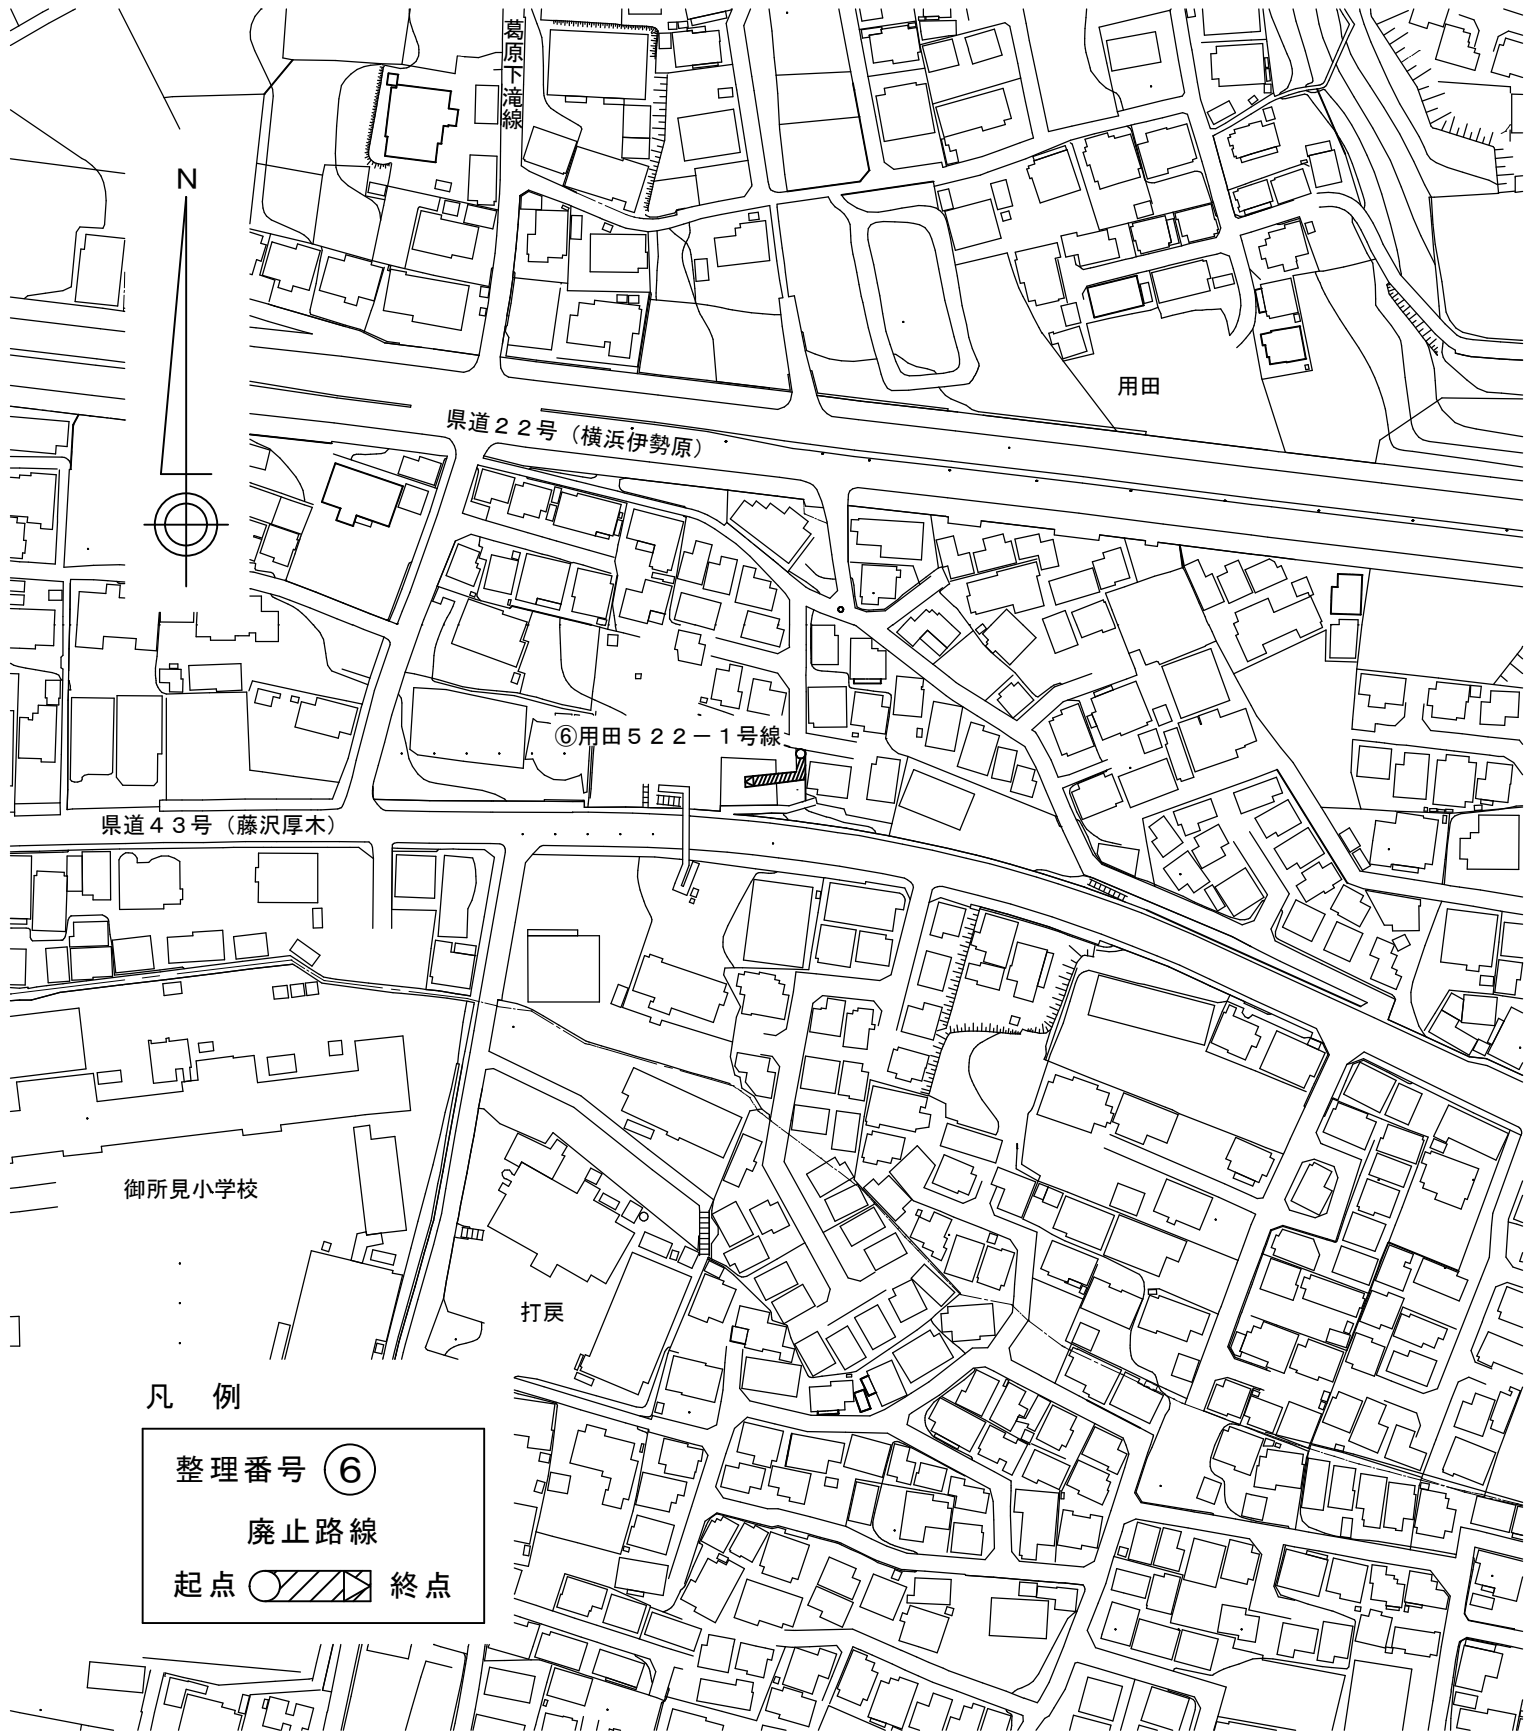 葛原下滝線
N
用田
県道22号(横浜伊勢原)
⑥用田522-1号線
県道43号(藤沢厚木)
御所見小学校
打戻
凡 例
整理番号 ⑥
廃止路線
起点 終点